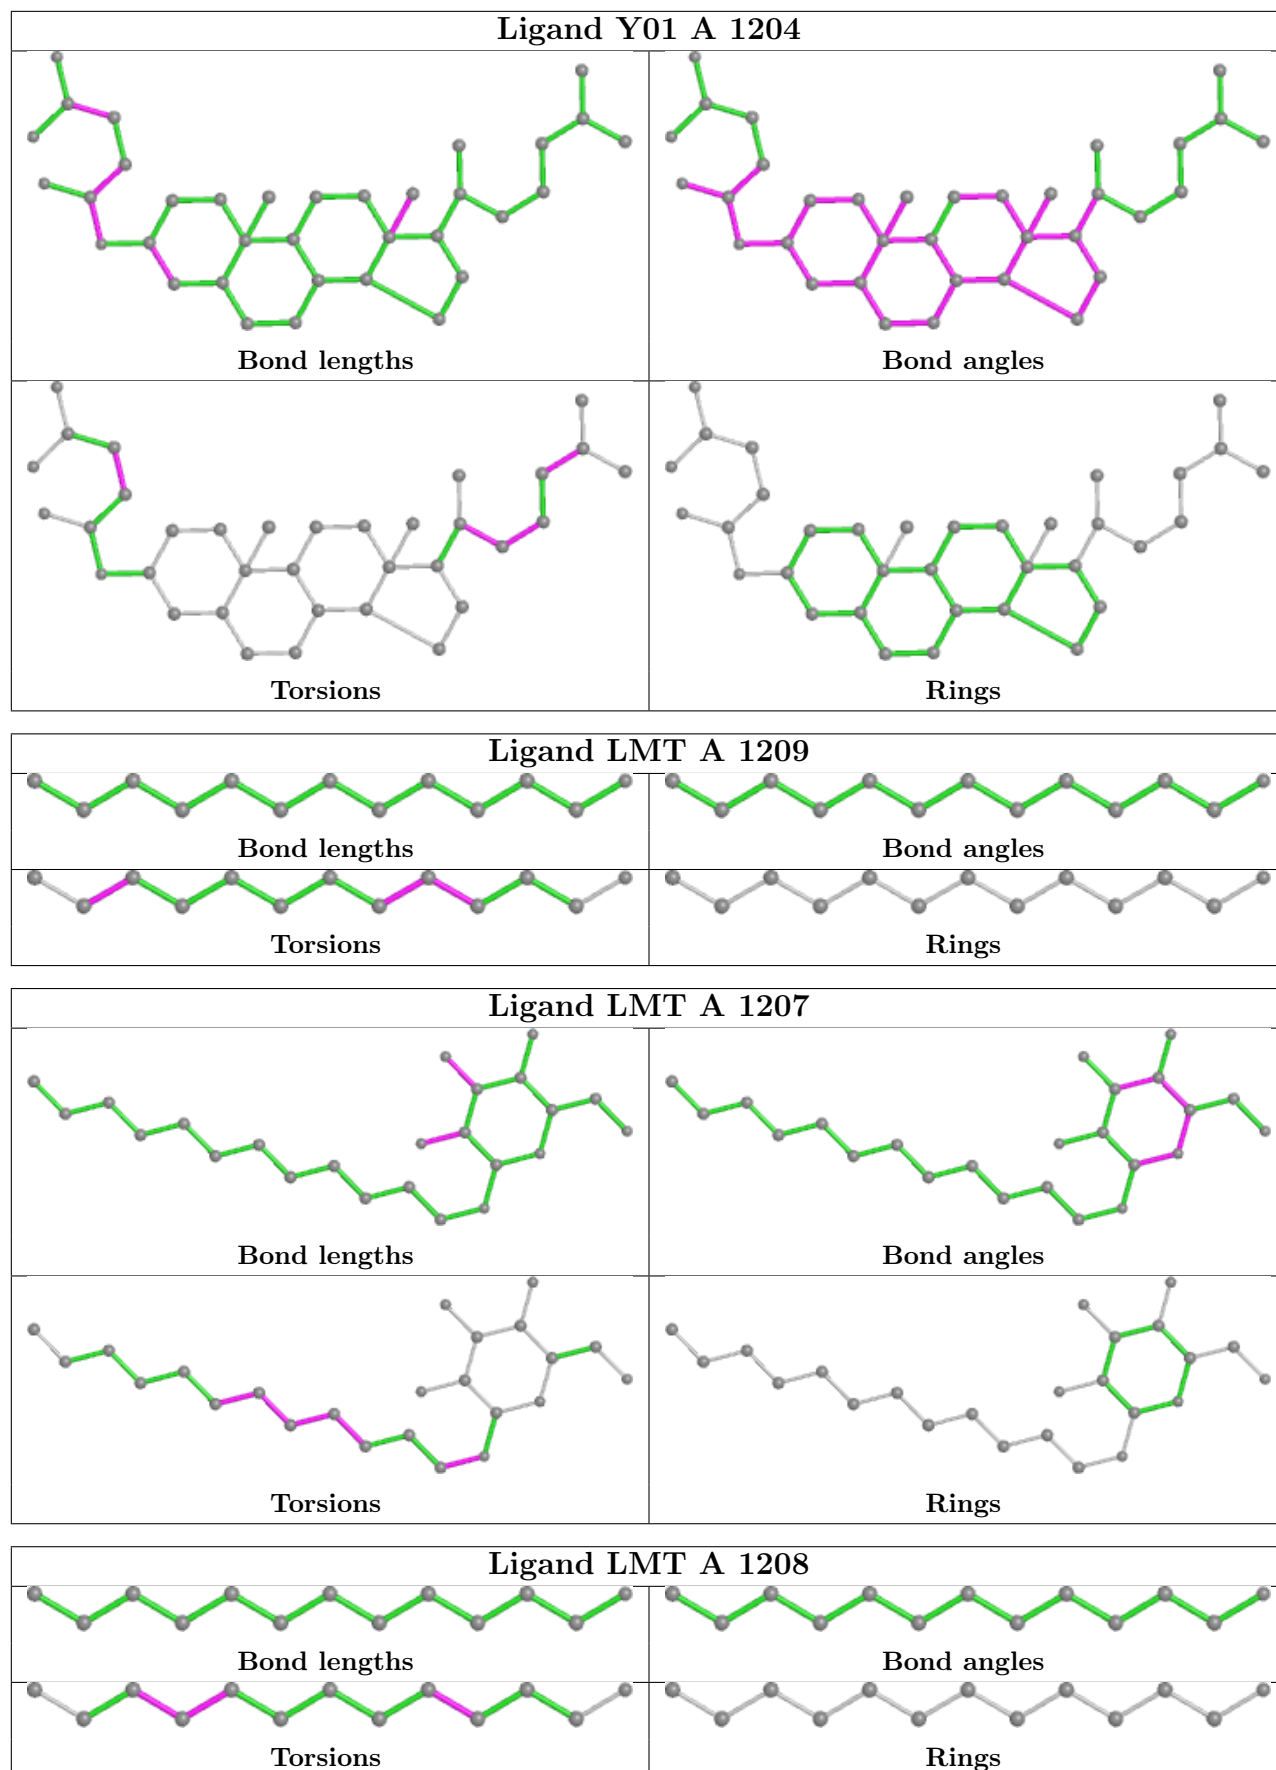 Ligand Y01 A 1204
Bond lengths
Bond angles
Torsions
Rings
Ligand LMT A 1209
Bond lengths
Bond angles
Torsions
Rings
Ligand LMT A 1207
Bond lengths
Bond angles
Torsions
Rings
Ligand LMT A 1208
Bond lengths
Bond angles
Torsions
Rings